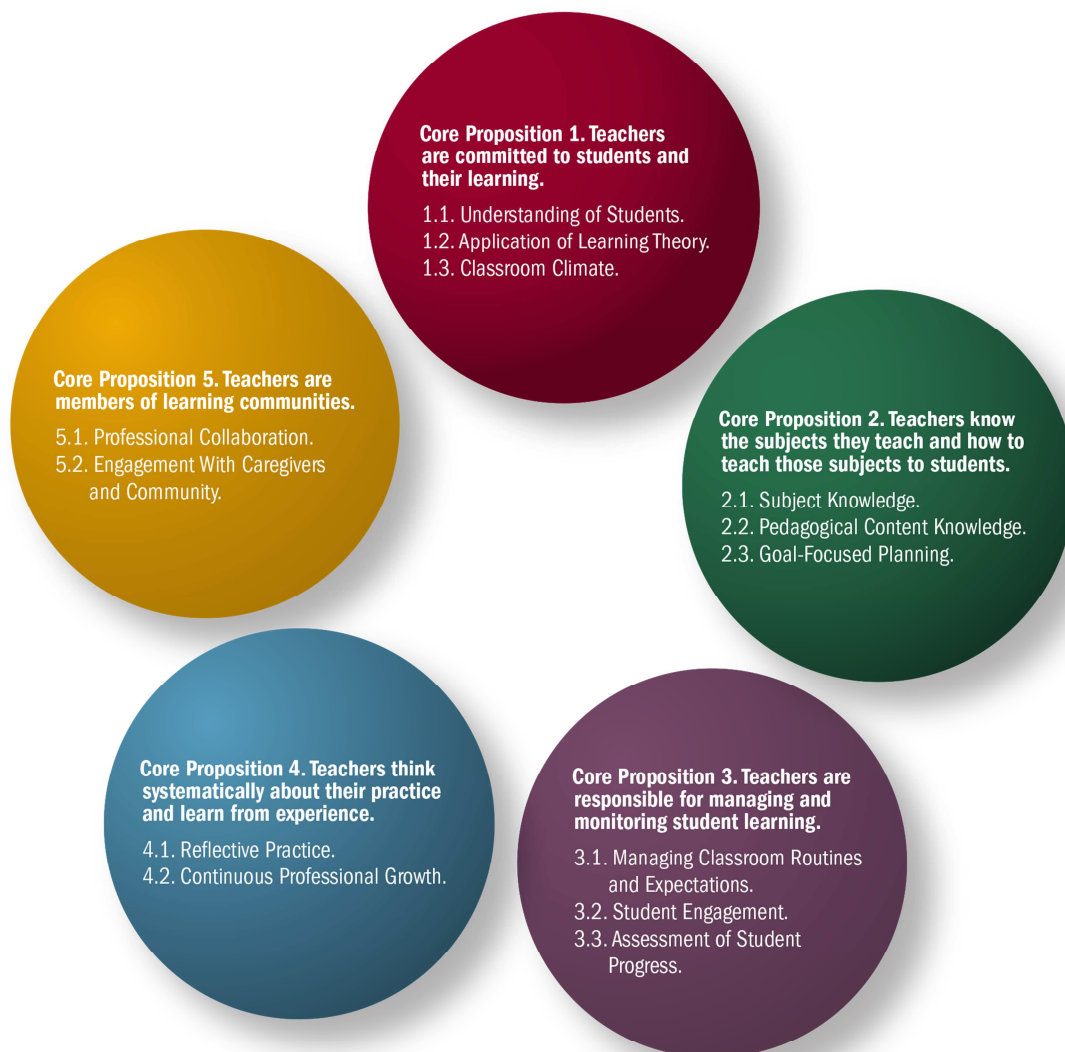 Core Proposition 1. Teachers
are committed to students and
their learning.
1.1. Understanding of Students.
1.2. Application of Learning Theory.
1.3. Classroom Climate.
Core Proposition 2. Teachers know
the subjects they teach and how to
teach those subjects to students.
2.1. Subject Knowledge.
2.2. Pedagogical Content Knowledge.
2.3. Goal-Focused Planning.
Core Proposition 3. Teachers are
responsible for managing and
monitoring student learning.
3.1. Managing Classroom Routines
and Expectations.
3.2. Student Engagement.
3.3. Assessment of Student
Progress.
Core Proposition 4. Teachers think
systematically about their practice
and learn from experience.
4.1. Reflective Practice.
4.2. Continuous Professional Growth.
Core Proposition 5. Teachers are
members of learning communities.
5.1. Professional Collaboration.
5.2. Engagement With Caregivers
and Community.